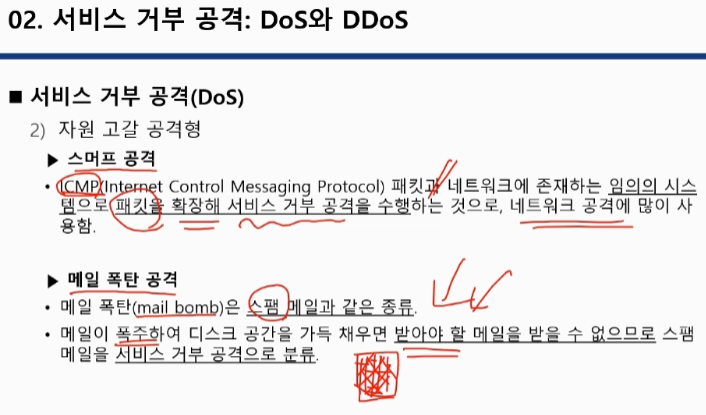 02. 서비스 거부 공격: DoS와 DDoS
■ 서비스 거부 공격(DoS)
2) 자원 고갈 공격형
▶ 스머프 공격
• ICMP(Internet Control Messaging Protocol) 패킷과 네트워크에 존재하는 임의의 시스
템으로 패킷을 확장해 서비스 거부 공격을 수행하는 것으로, 네트워크 공격에 많이 사
용함.
▶ 메일 폭탄 공격
• 메일 폭탄(mail bomb)은 스팸 메일과 같은 종류.
• 메일이 폭주하여 디스크 공간을 가득 채우면 받아야 할 메일을 받을 수 없으므로 스팸
메일을 서비스 거부 공격으로 분류.